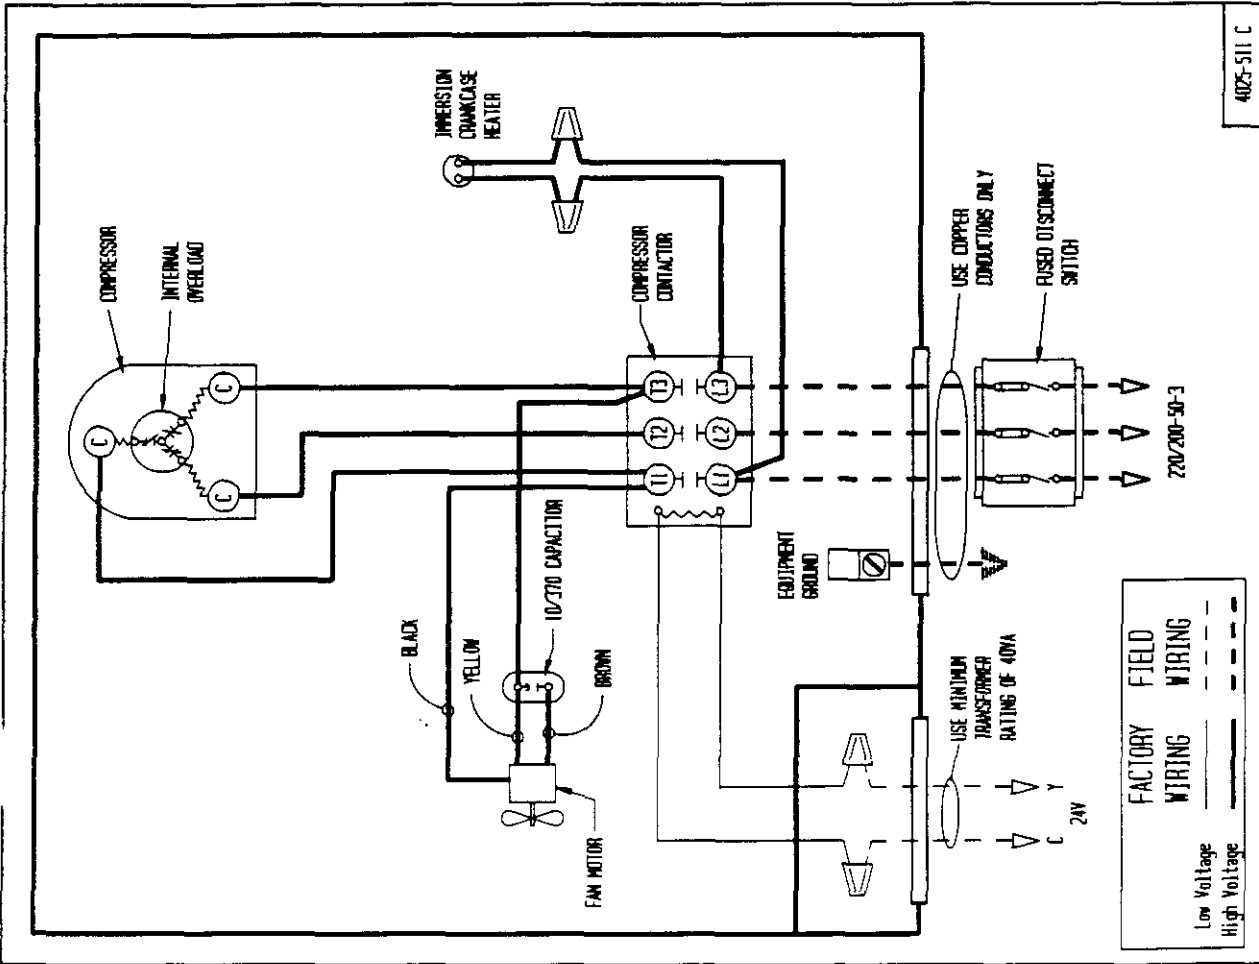 COMPRESSOR
INTERNAL
OVERLOAD
C
C
C
IMMERSION
CRANKCASE
HEATER
BLACK
YELLOW
10/370 CAPACITOR
BROWN
FAN MOTOR
COMPRESSOR
CONTACTOR
T1
T2
T3
L1
L2
L3
EQUIPMENT
GROUND
USE MINIMUM
TRANSFORMER
RATING OF 40VA
C
Y
24V
USE COPPER
CONDUCTORS ONLY
FUSED DISCONNECT
SWITCH
220/200-50-3
FACTORY WIRING
FIELD WIRING
Low Voltage
High Voltage
4025-511 C